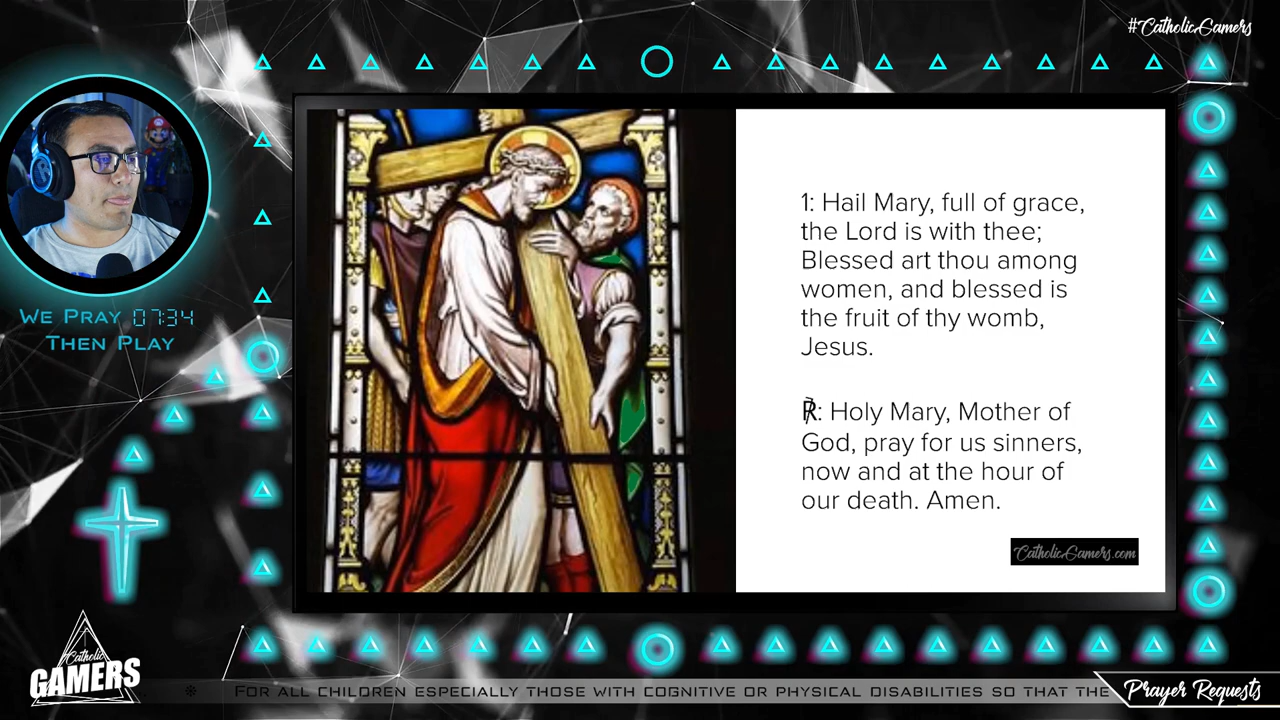 #CatholicGamers
We Pray 07:34
Then Play
1: Hail Mary, full of grace,
the Lord is with thee;
Blessed art thou among
women, and blessed is
the fruit of thy womb,
Jesus.
℟: Holy Mary, Mother of
God, pray for us sinners,
now and at the hour of
our death. Amen.
CatholicGamers.com
Catholic
GAMERS
For all children especially those with cognitive or physical disabilities so that the
Prayer Requests